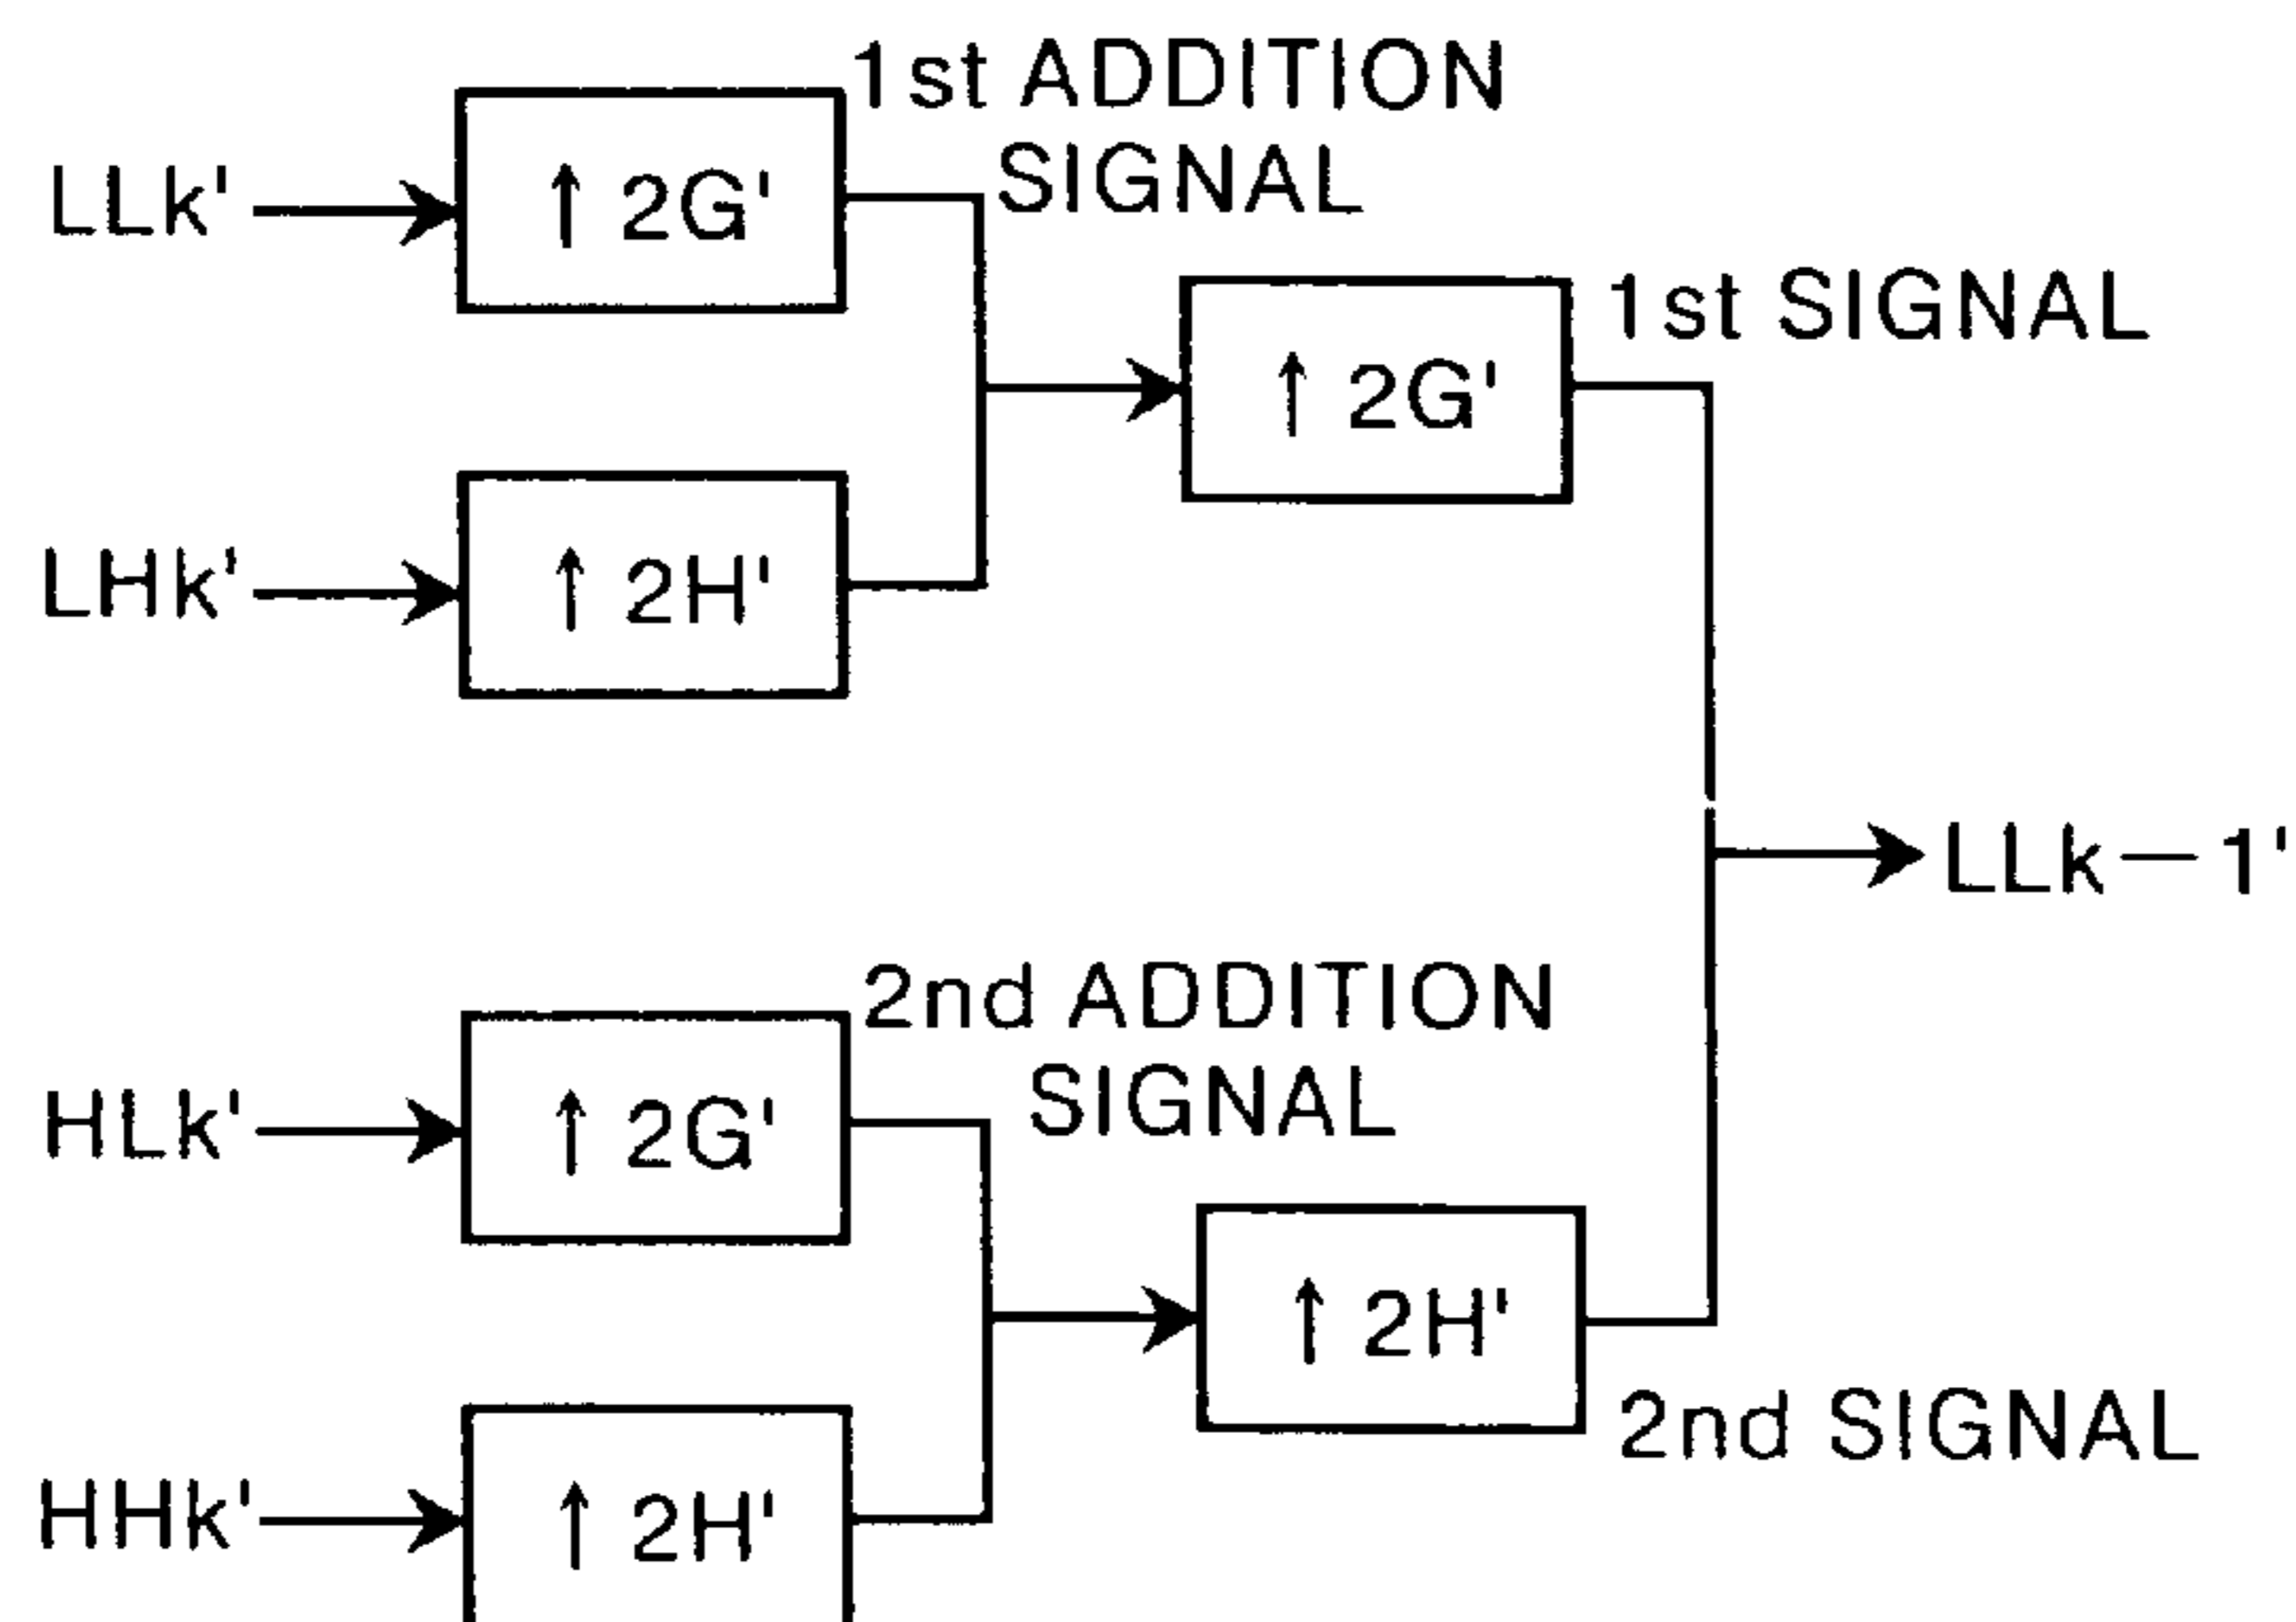 1st ADDITION
SIGNAL
LLk'
↑ 2G'
1st SIGNAL
↑ 2G'
LHk'
↑ 2H'
LLk—1'
2nd ADDITION
SIGNAL
HLk'
↑ 2G'
↑ 2H'
2nd SIGNAL
HHk'
↑ 2H'